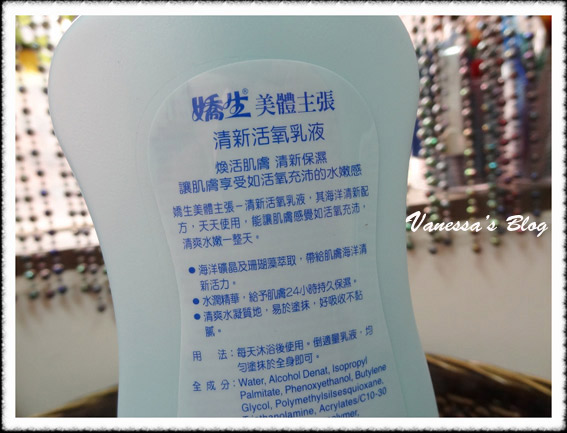 嬌生® 美體主張
清新活氧乳液
煥活肌膚 清新保濕
讓肌膚享受如活氧充沛的水嫩感
嬌生美體主張－清新活氧乳液，其海洋清新配
方，天天使用，能讓肌膚感覺如活氧充沛，
清爽水嫩一整天。
●海洋礦晶及珊瑚藻萃取，帶給肌膚海洋清
新活力。
●水潤精華，給予肌膚24小時持久保濕。
●清爽水凝質地，易於塗抹，好吸收不黏
膩。
用 法：每天沐浴後使用。倒適量乳液，均
勻塗抹於全身即可。
全 成 分：Water, Alcohol Denat, Isopropyl
Palmitate, Phenoxyethanol, Butylene
Glycol, Polymethylsilsesquioxane,
Acrylates/C10-30
Vanessa's Blog